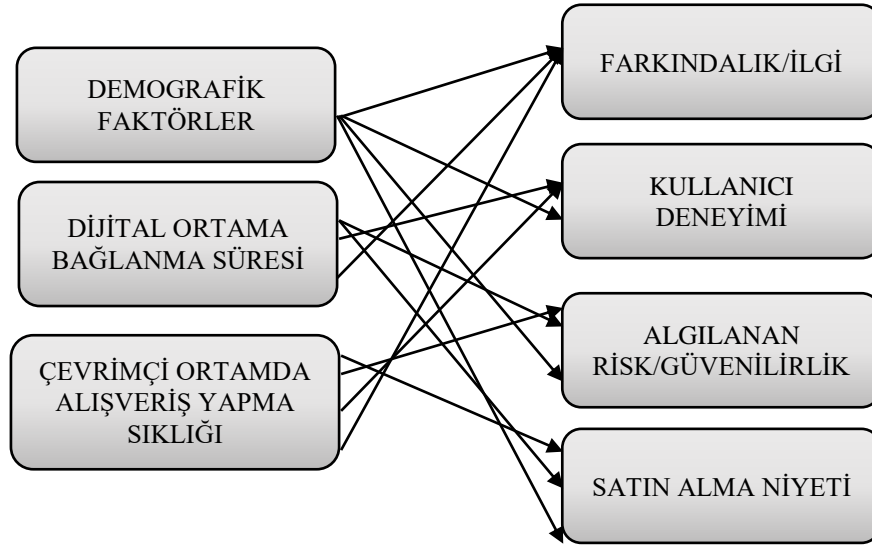 DEMOGRAFİK
FAKTÖRLER
DİJİTAL ORTAMA
BAĞLANMA SÜRESİ
ÇEVRİMÇİ ORTAMDA
ALIŞVERİŞ YAPMA
SIKLIĞI
FARKINDALIK/İLGİ
KULLANICI
DENEYİMİ
ALGILANAN
RİSK/GÜVENİLİRLİK
SATIN ALMA NİYETİ